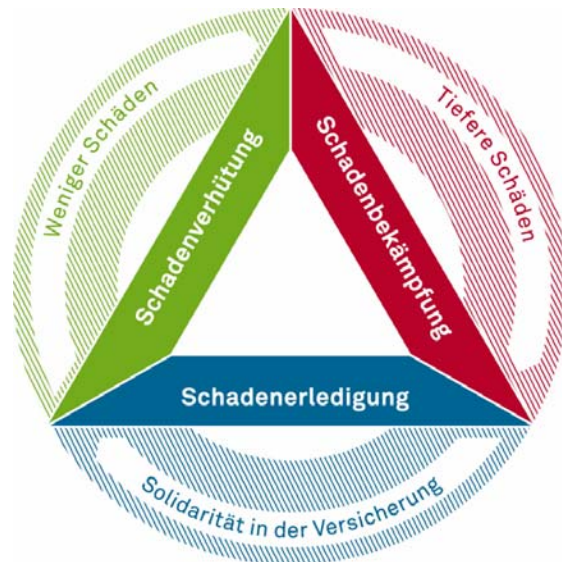 Weniger Schäden
Schadenverhütung
Schadenbekämpfung
Tiefere Schäden
Schadenerledigung
Solidarität in der Versicherung